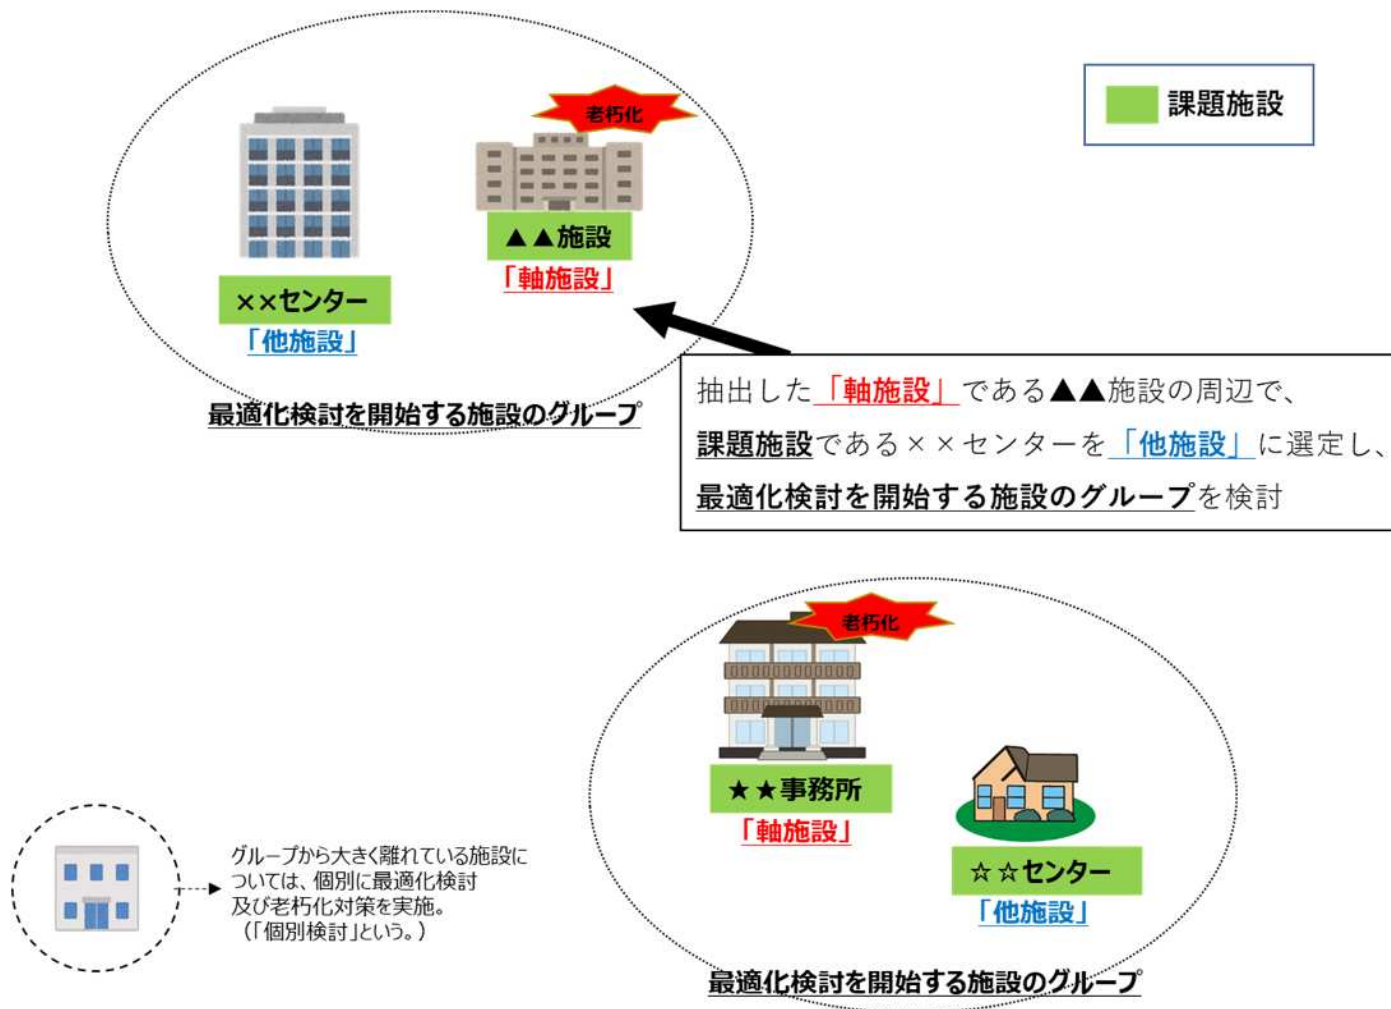 課題施設
老朽化
▲▲施設
「軸施設」
××センター
「他施設」
最適化検討を開始する施設のグループ
抽出した「軸施設」である▲▲施設の周辺で、
課題施設である××センターを「他施設」に選定し、
最適化検討を開始する施設のグループを検討
老朽化
★★事務所
「軸施設」
☆☆センター
「他施設」
最適化検討を開始する施設のグループ
グループから大きく離れている施設に
ついては、個別に最適化検討
及び老朽化対策を実施。
（「個別検討」という。）